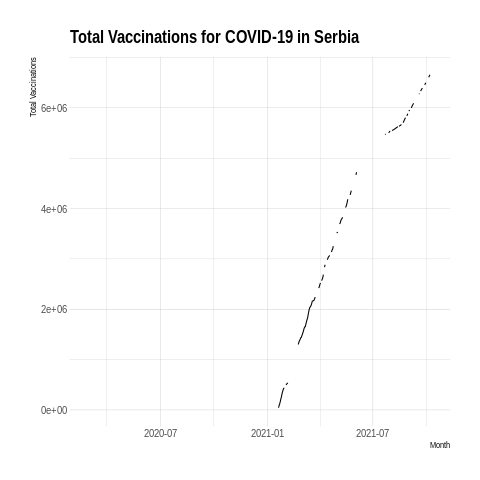 Total Vaccinations for COVID-19 in Serbia
Total Vaccinations
6e+06
4e+06
2e+06
0e+00
2020-07 2021-01 2021-07
Month